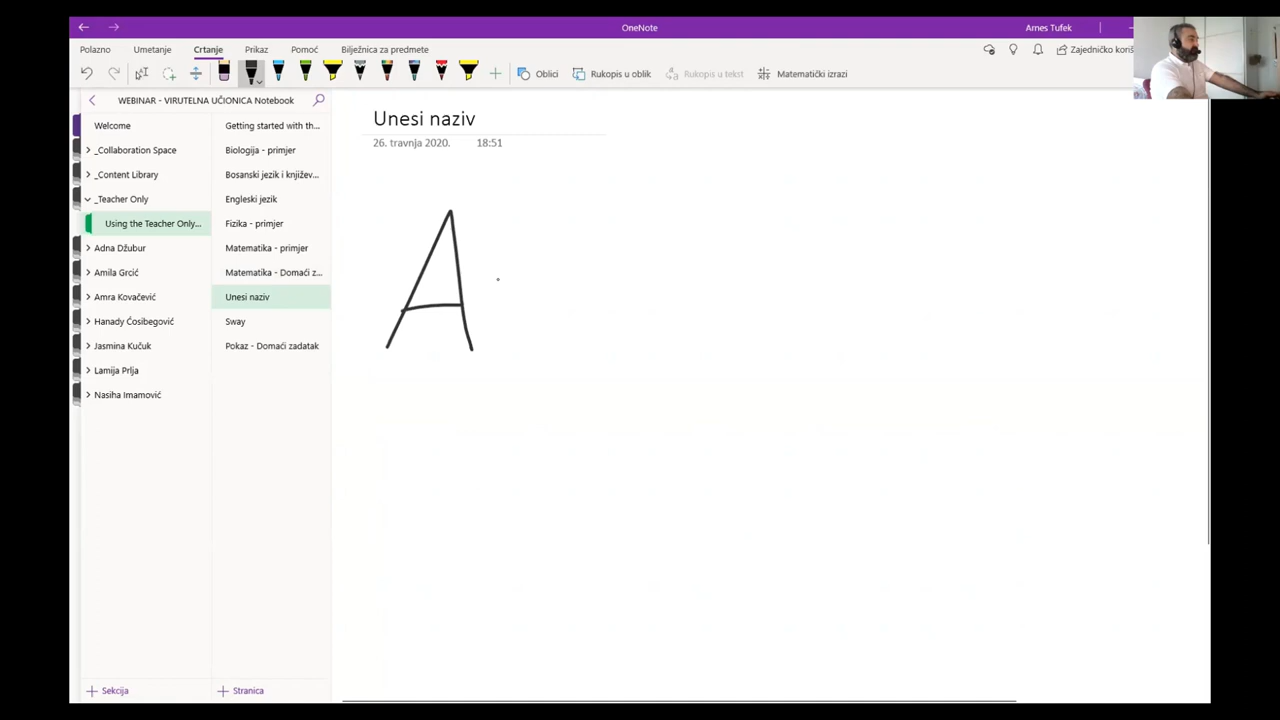 OneNote
Arnes Tufek
Polazno Umetanje Crtanje Prikaz Pomoć Bilježnica za predmete
Zajedničko koriš
Oblici Rukopis u oblik Rukopis u tekst Matematički izrazi
WEBINAR - VIRUTELNA UČIONICA Notebook
Welcome
_Collaboration Space
_Content Library
_Teacher Only
Using the Teacher Only...
Adna Džubur
Amila Grcić
Amra Kovačević
Hanady Ćosibegović
Jasmina Kučuk
Lamija Prlja
Nasiha Imamović
Sekcija
Getting started with th...
Biologija - primjer
Bosanski jezik i književ...
Engleski jezik
Fizika - primjer
Matematika - primjer
Matematika - Domaći z...
Unesi naziv
Sway
Pokaz - Domaći zadatak
Stranica
Unesi naziv
26. travnja 2020. 18:51
A